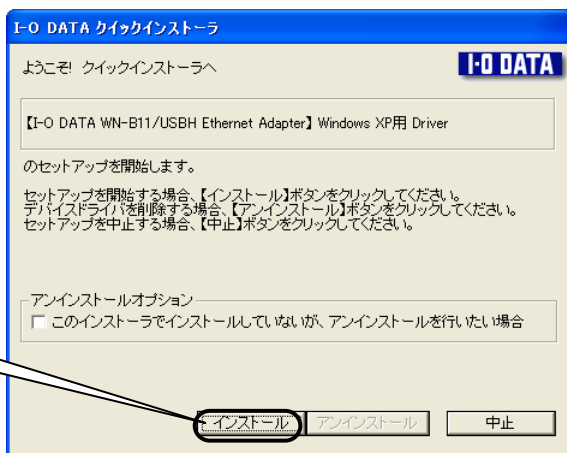 I-O DATA クイックインストーラ
ようこそ! クイックインストーラへ
I-O DATA
【I-O DATA WN-B11/USBH Ethernet Adapter】 Windows XP用 Driver
のセットアップを開始します。
セットアップを開始する場合、【インストール】ボタンをクリックしてください。
デバイスドライバを削除する場合、【アンインストール】ボタンをクリックしてください。
セットアップを中止する場合、【中止】ボタンをクリックしてください。
アンインストールオプション
このインストーラでインストールしていないが、アンインストールを行いたい場合
インストール
アンインストール
中止